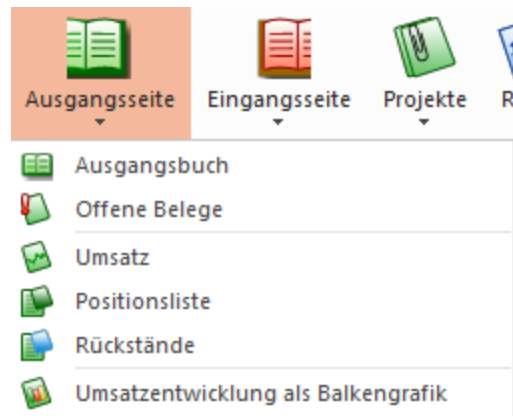 Ausgangsseite Eingangsseite Projekte
Ausgangsbuch
Offene Belege
Umsatz
Positionsliste
Rückstände
Umsatzentwicklung als Balkengrafik